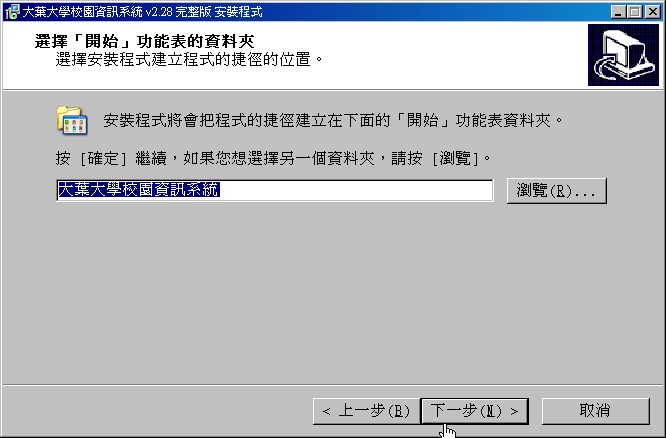 大葉大學校園資訊系統 v2.28 完整版 安裝程式
選擇「開始」功能表的資料夾
選擇安裝程式建立程式的捷徑的位置。
安裝程式將會把程式的捷徑建立在下面的「開始」功能表資料夾。
按 [確定] 繼續，如果您想選擇另一個資料夾，請按 [瀏覽]。
大葉大學校園資訊系統 瀏覽(R)...
< 上一步(B) 下一步(N) > 取消